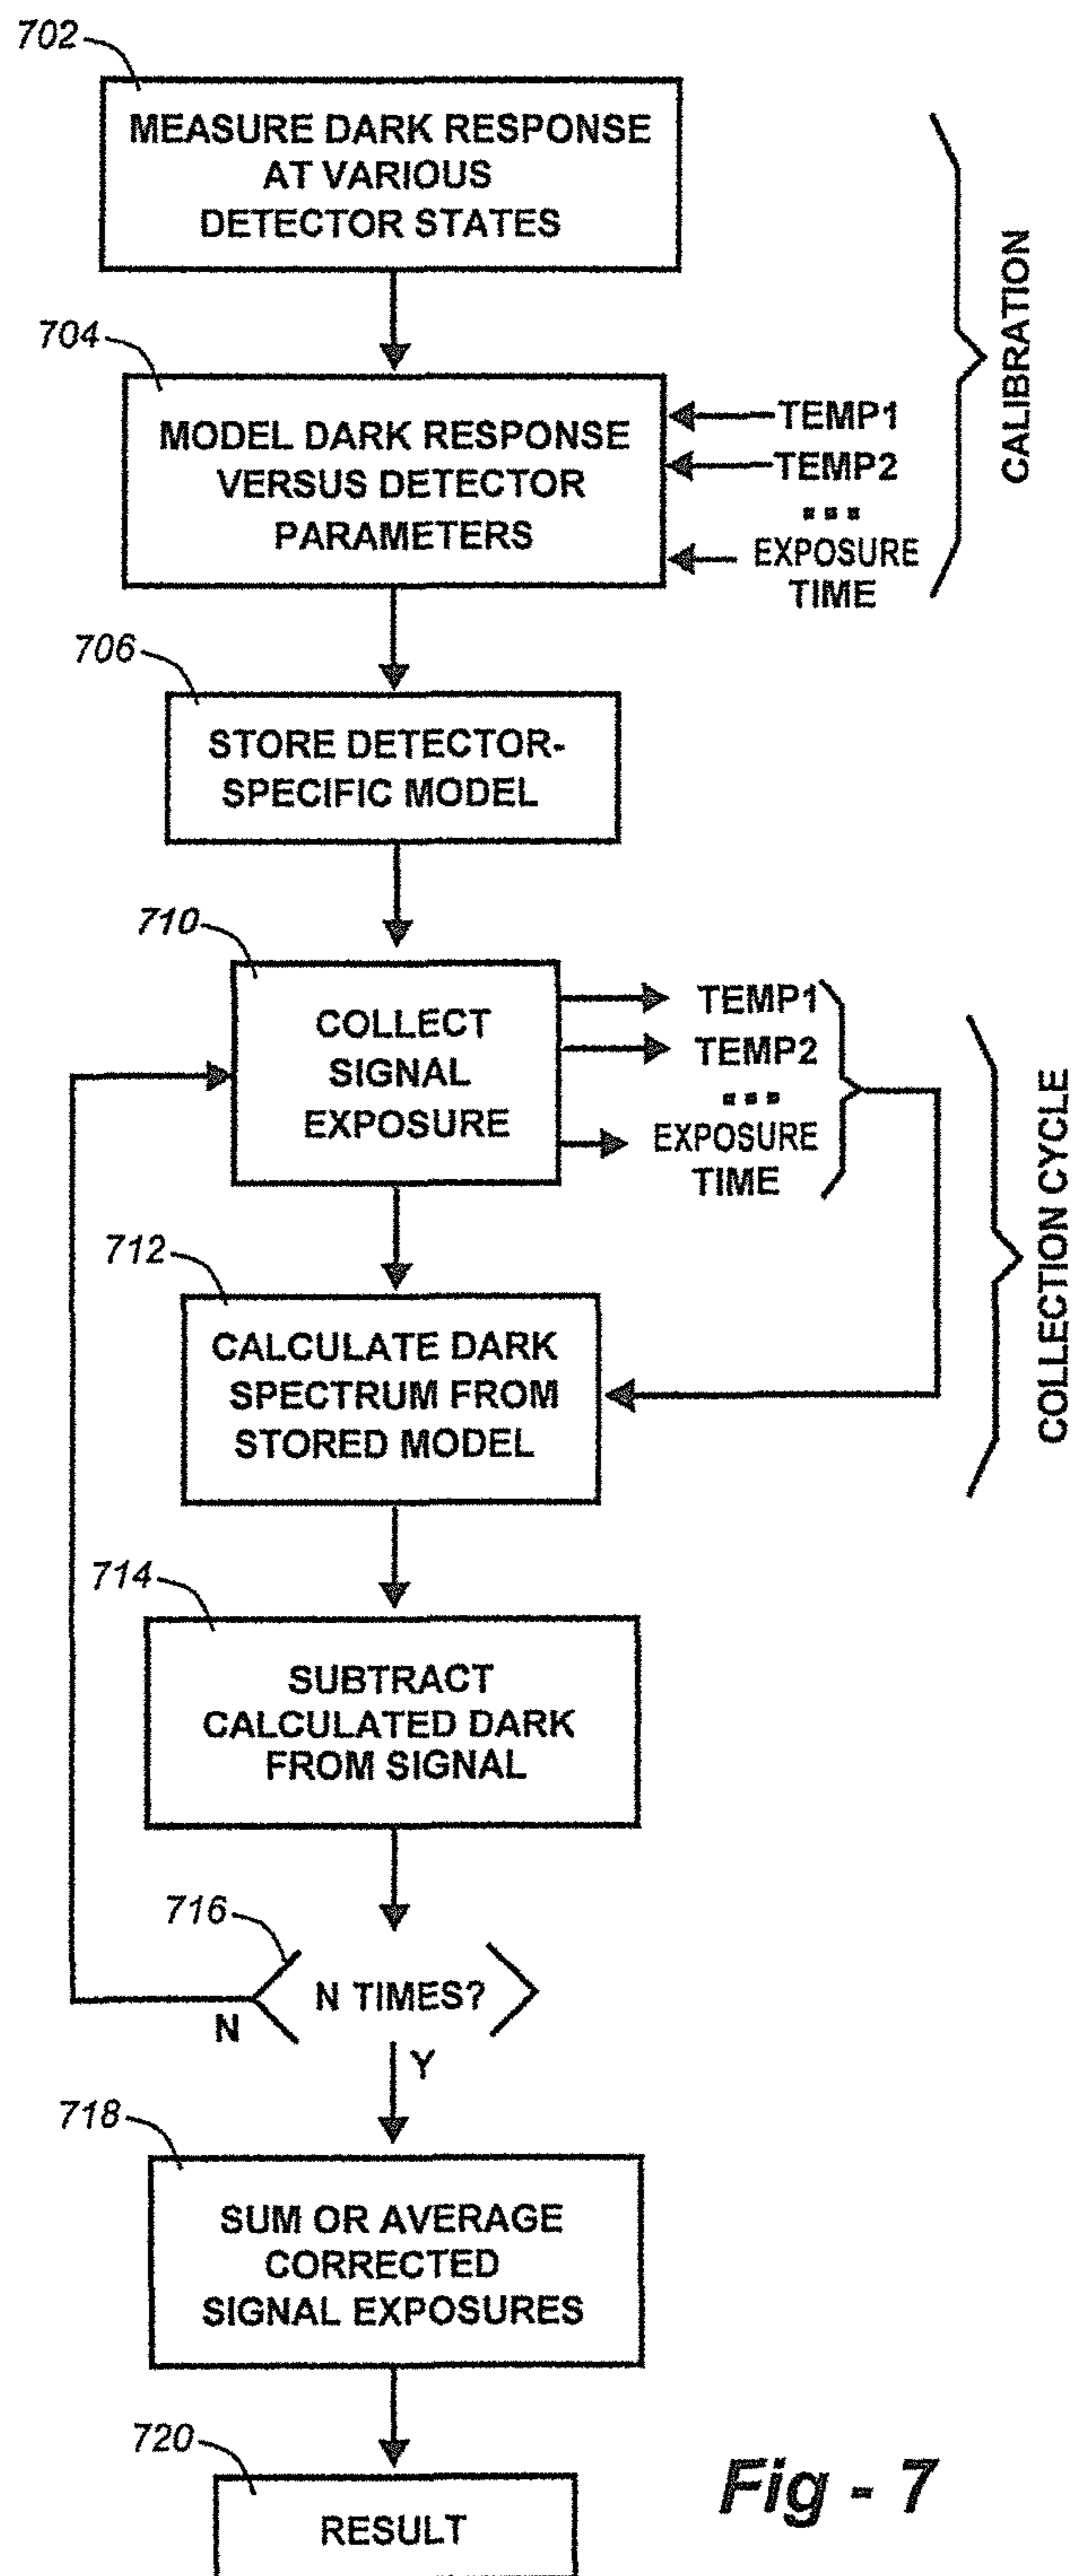 702
MEASURE DARK RESPONSE
AT VARIOUS
DETECTOR STATES
704
MODEL DARK RESPONSE
VERSUS DETECTOR
PARAMETERS
TEMP1
TEMP2
...
EXPOSURE
TIME
CALIBRATION
706
STORE DETECTOR-
SPECIFIC MODEL
710
COLLECT
SIGNAL
EXPOSURE
TEMP1
TEMP2
...
EXPOSURE
TIME
COLLECTION CYCLE
712
CALCULATE DARK
SPECTRUM FROM
STORED MODEL
714
SUBTRACT
CALCULATED DARK
FROM SIGNAL
716
N TIMES?
N
Y
718
SUM OR AVERAGE
CORRECTED
SIGNAL EXPOSURES
720
RESULT
Fig - 7